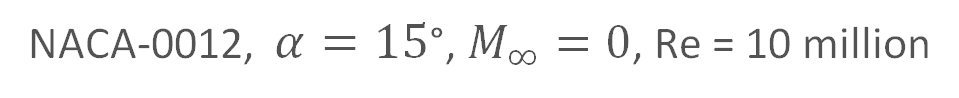 NACA-0012, α = 15°, M∞ = 0, Re = 10 million